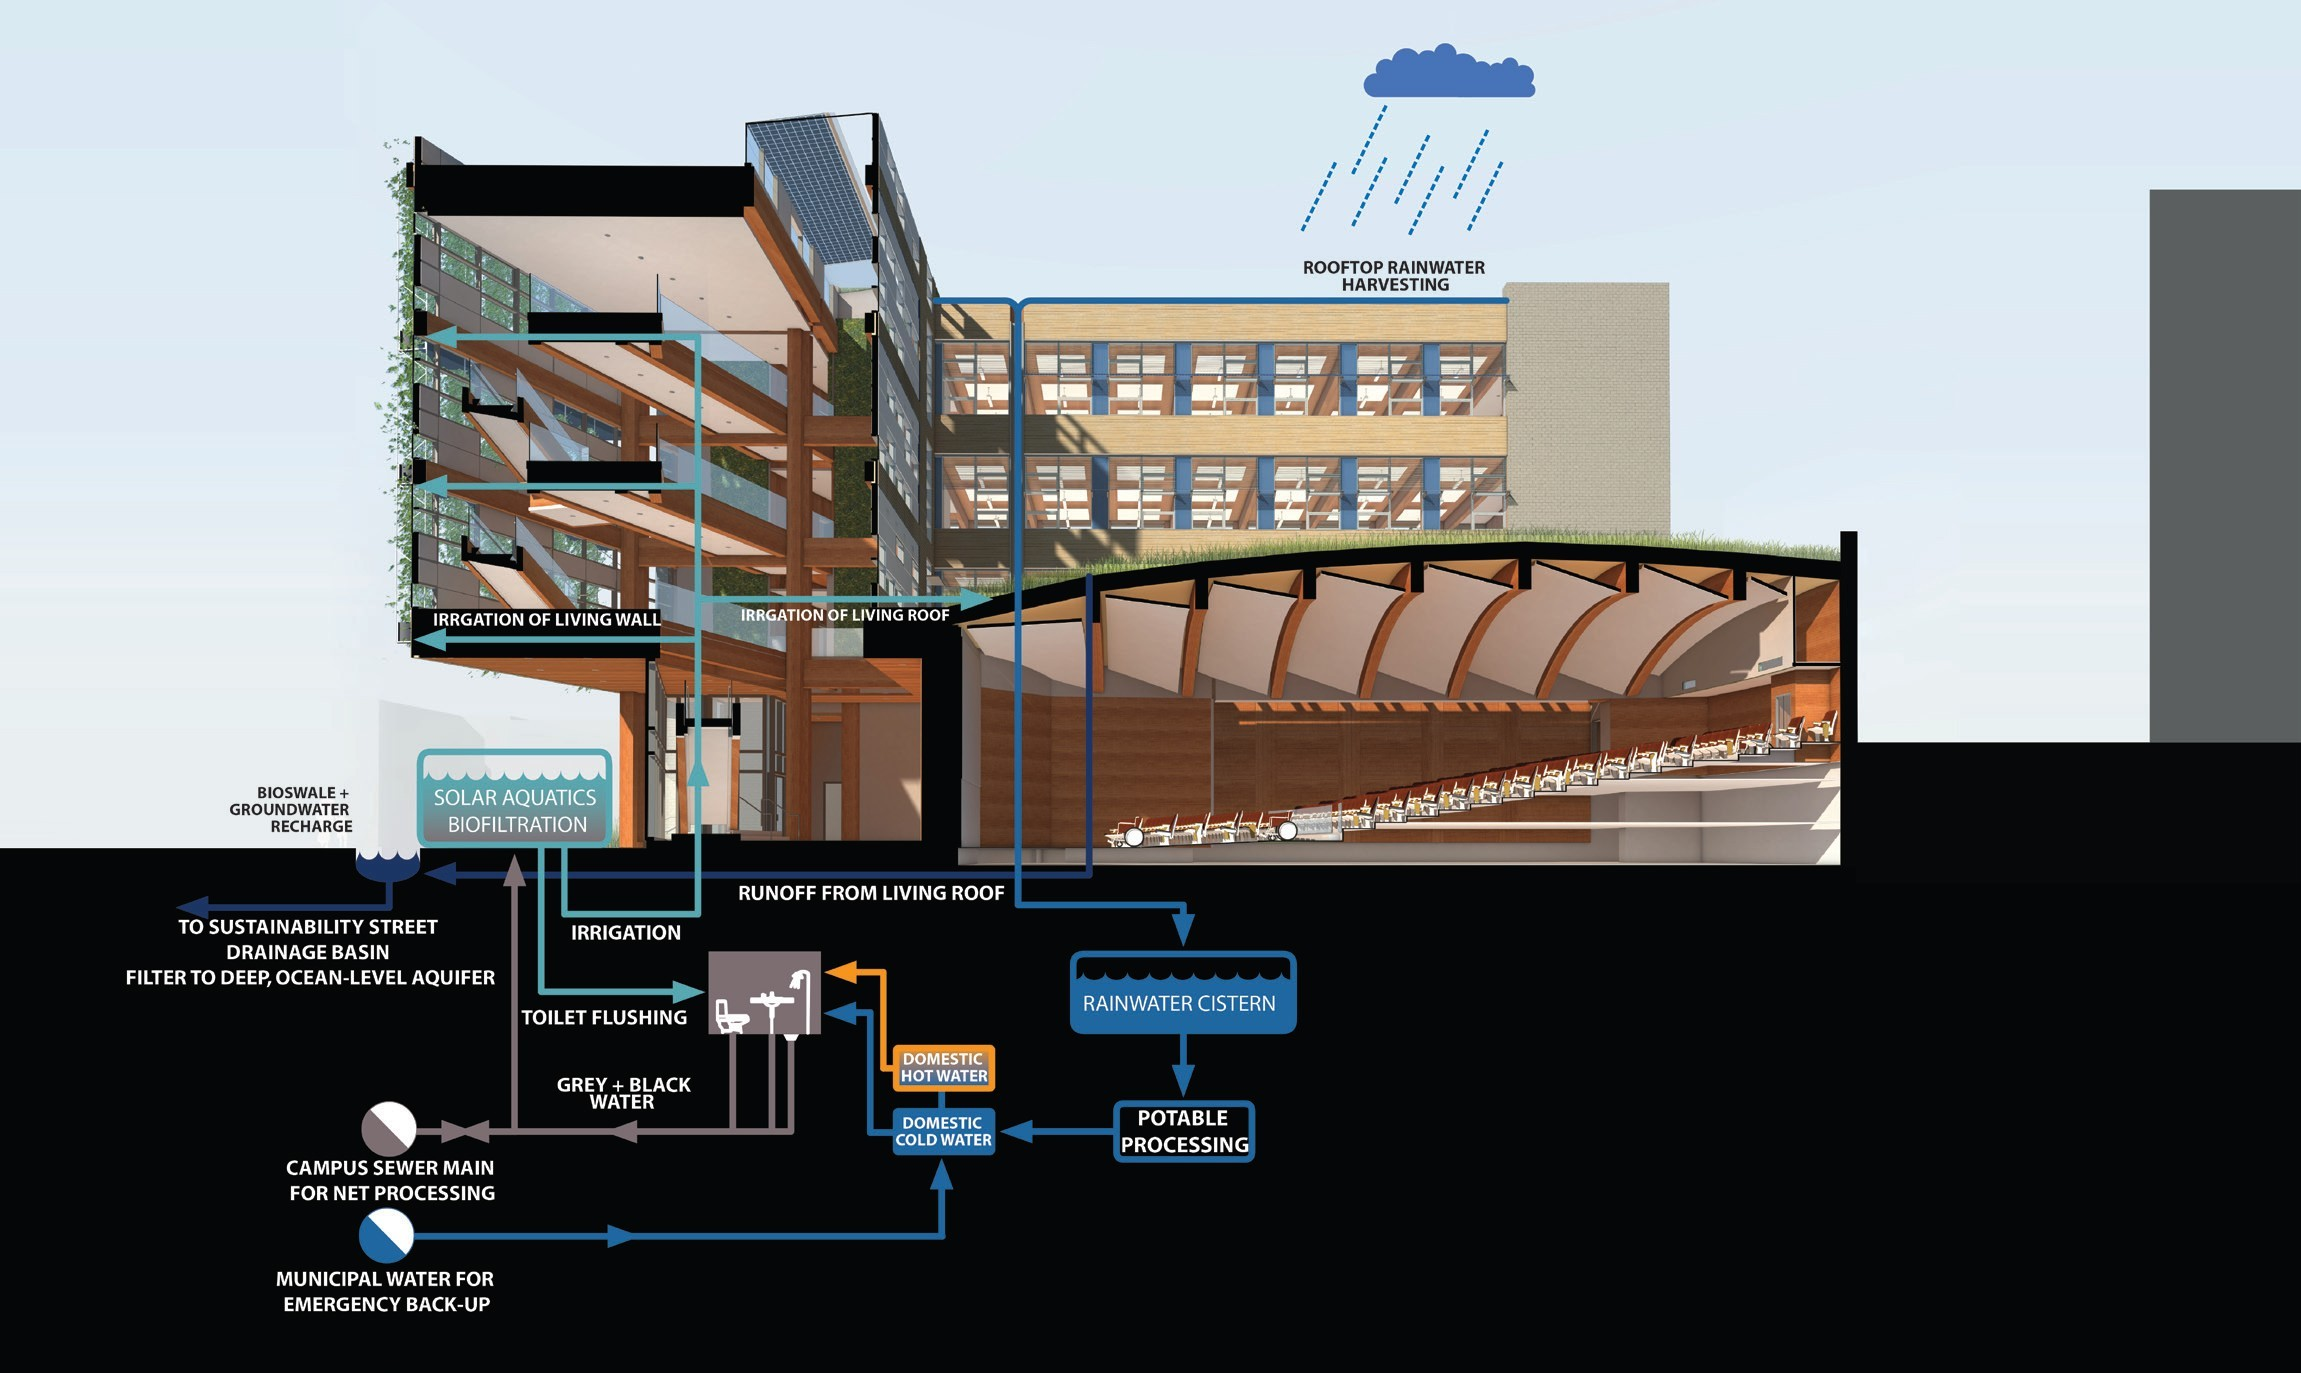 ROOFTOP RAINWATER
HARVESTING
IRRGATION OF LIVING WALL
IRRGATION OF LIVING ROOF
SOLAR AQUATICS
BIOFILTRATION
BIOSWALE +
GROUNDWATER
RECHARGE
RUNOFF FROM LIVING ROOF
TO SUSTAINABILITY STREET
DRAINAGE BASIN
FILTER TO DEEP, OCEAN-LEVEL AQUIFER
IRRIGATION
TOILET FLUSHING
RAINWATER CISTERN
DOMESTIC
HOT WATER
GREY + BLACK
WATER
DOMESTIC
COLD WATER
POTABLE
PROCESSING
CAMPUS SEWER MAIN
FOR NET PROCESSING
MUNICIPAL WATER FOR
EMERGENCY BACK-UP